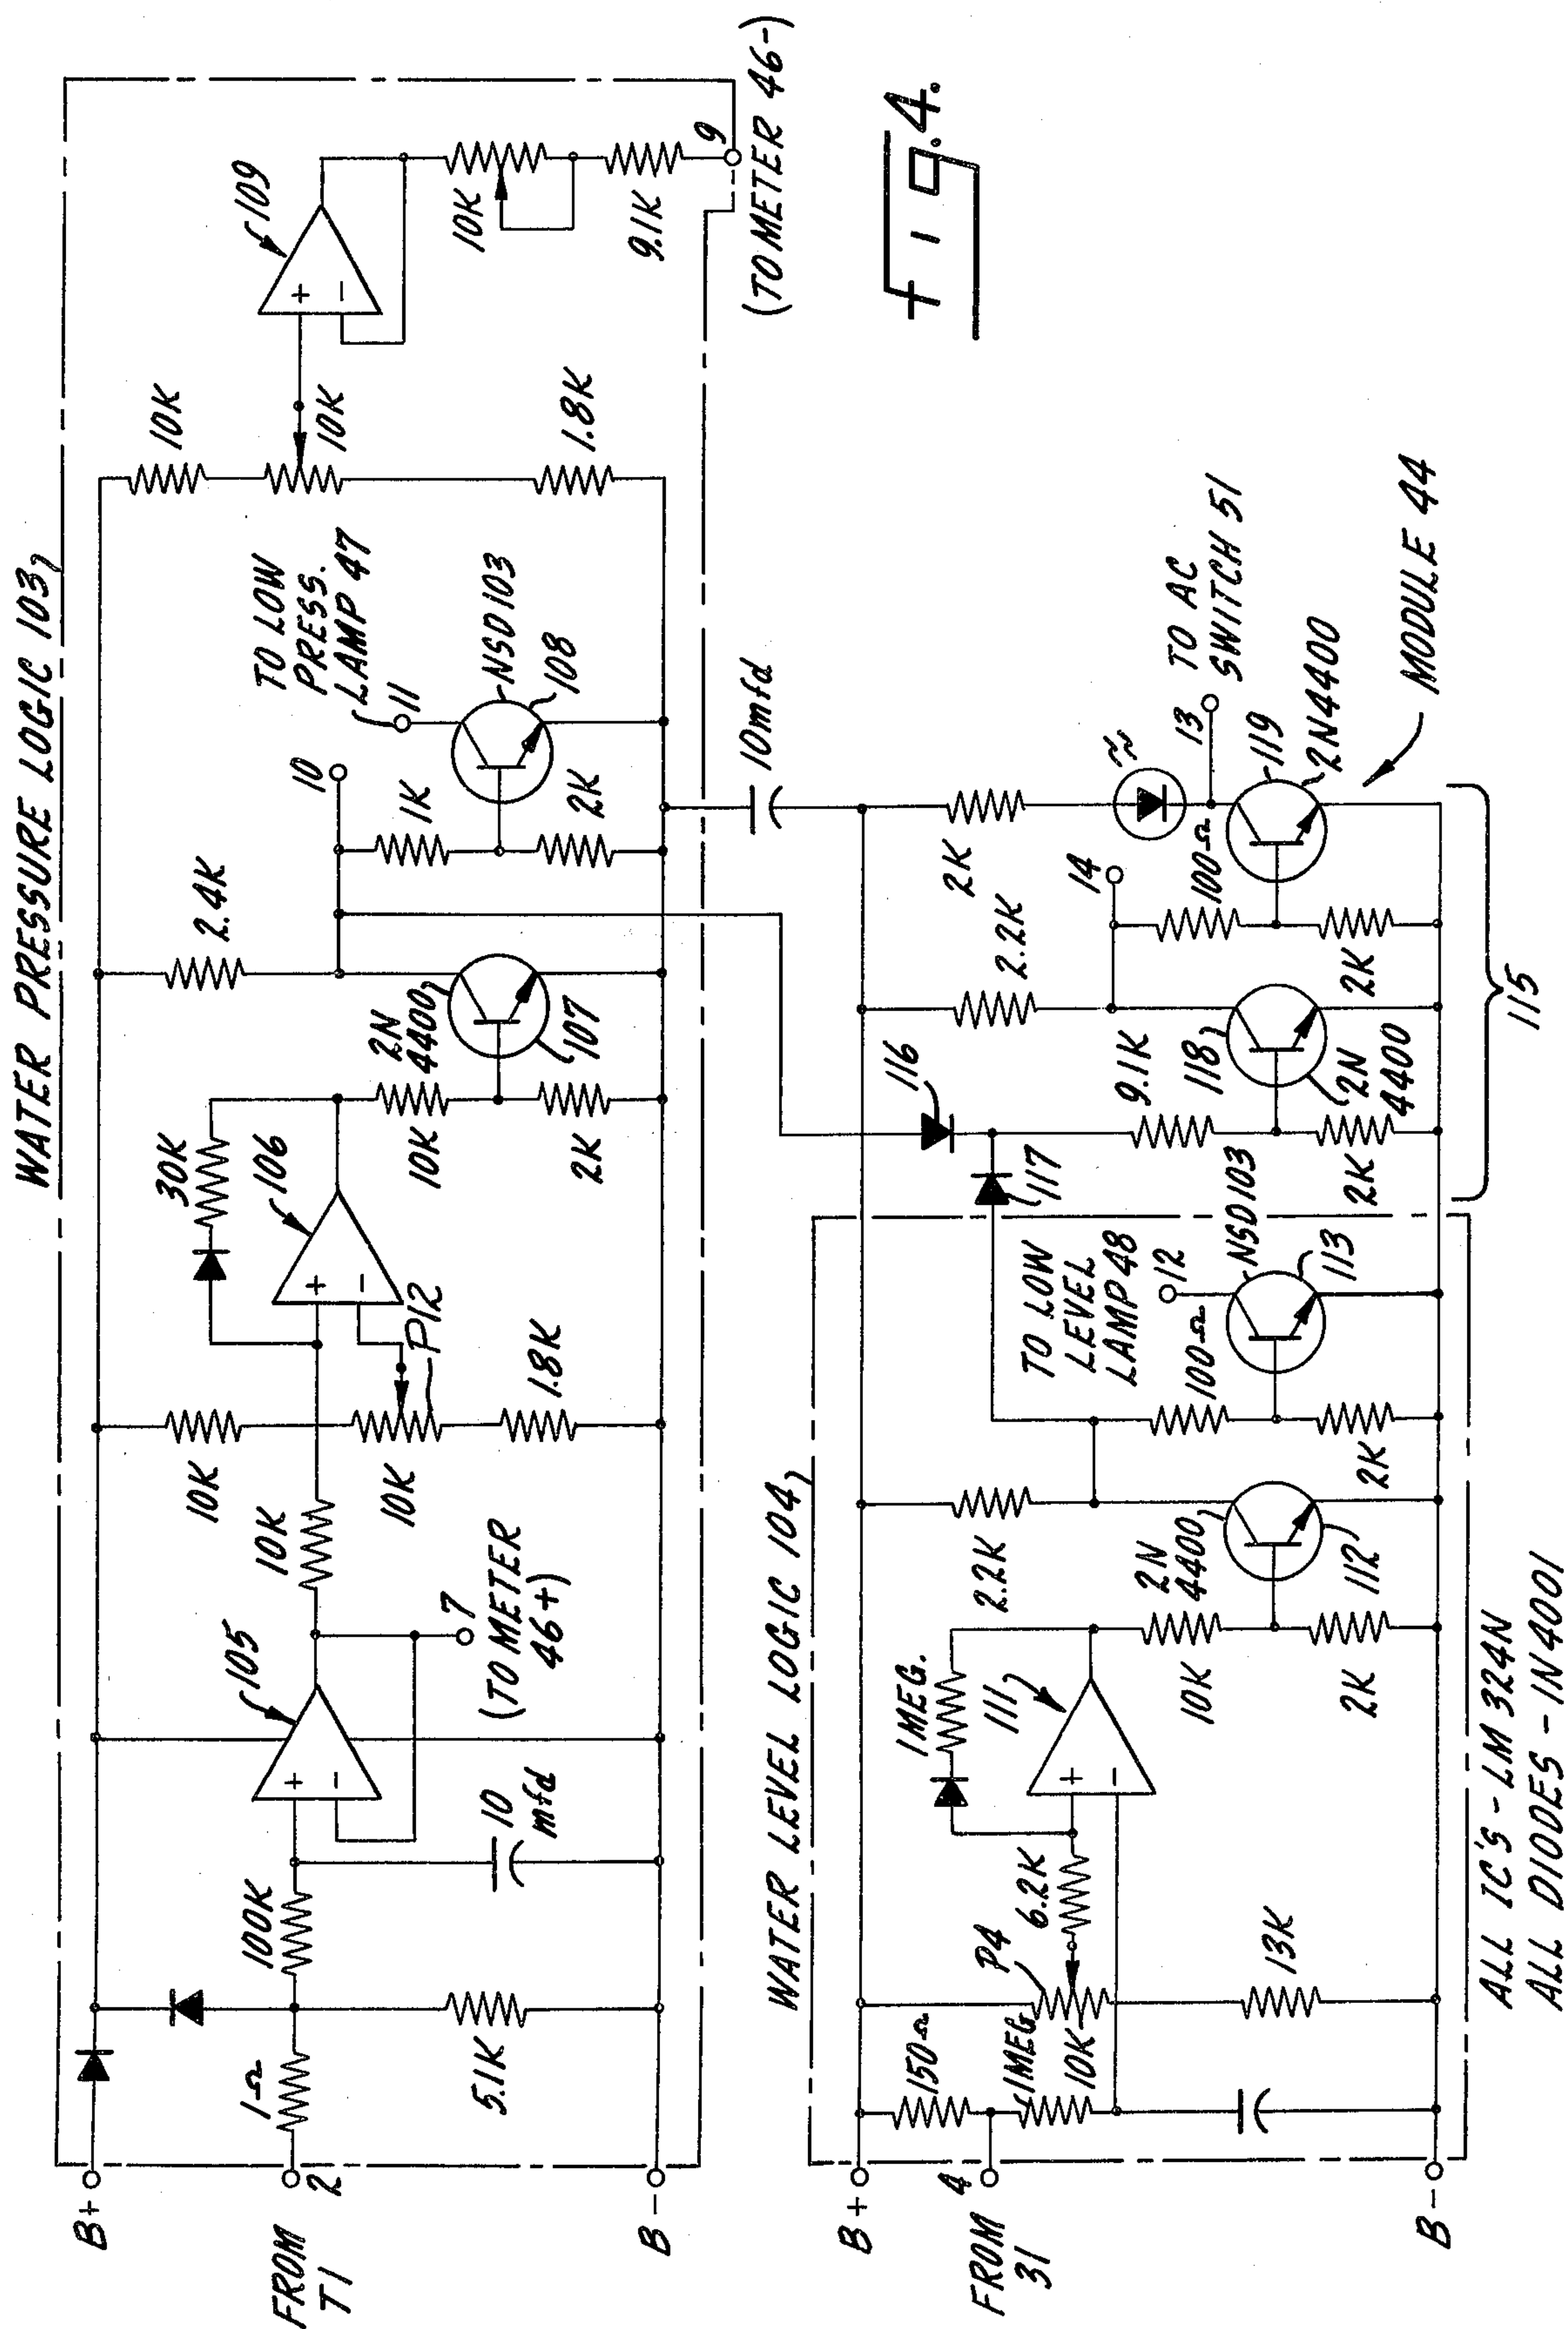 WATER PRESSURE LOGIC 103
B+
FROM
T1
2
B-
1Ω
5.1K
100K
10
mfd
105
7
(TO METER
46+)
10K
10K
10K
P12
1.8K
30K
106
10K
2K
2N
4400
107
2.4K
10
1K
2K
TO LOW
PRESS.
LAMP 47
11
NSD103
108
10K
10K
1.8K
109
10K
9.1K
9
(TO METER 46-)
10mfd
Fig. 4.
WATER LEVEL LOGIC 104
B+
FROM
31
4
B-
150Ω
1MEG
10K
P4
6.2K
13K
1MEG.
111
10K
2K
2.2K
2N
4400
112
TO LOW
LEVEL
LAMP 48
12
100Ω
2K
NSD103
113
117
116
9.1K
2K
118
2N
4400
2.2K
14
100Ω
2K
2K
13
TO AC
SWITCH 51
119
2N4400
MODULE 44
115
ALL IC'S - LM 324N
ALL DIODES - IN4001